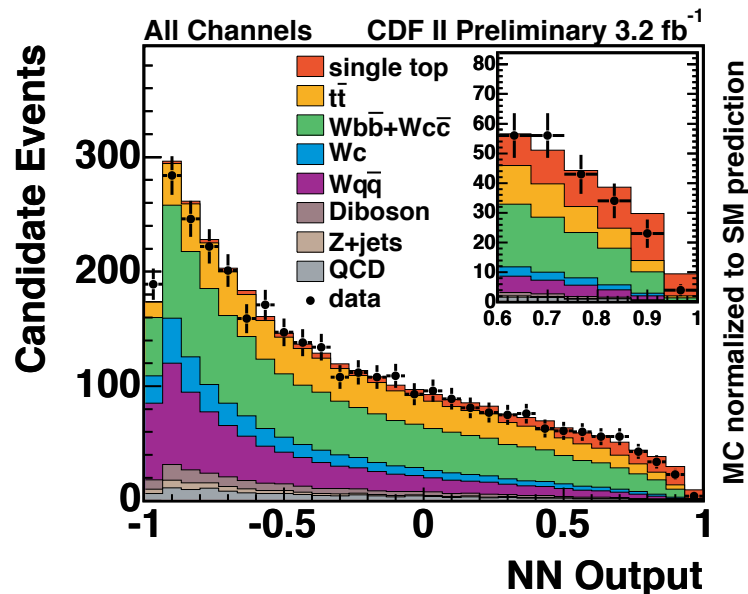 All Channels CDF II Preliminary 3.2 fb⁻¹
Candidate Events
300
200
100
0
-1 -0.5 0 0.5 1
NN Output
single top
tt̄
Wbb̄+Wcc̄
Wc
Wqq̄
Diboson
Z+jets
QCD
data
80
70
60
50
40
30
20
10
0
0.6 0.7 0.8 0.9 1
MC normalized to SM prediction